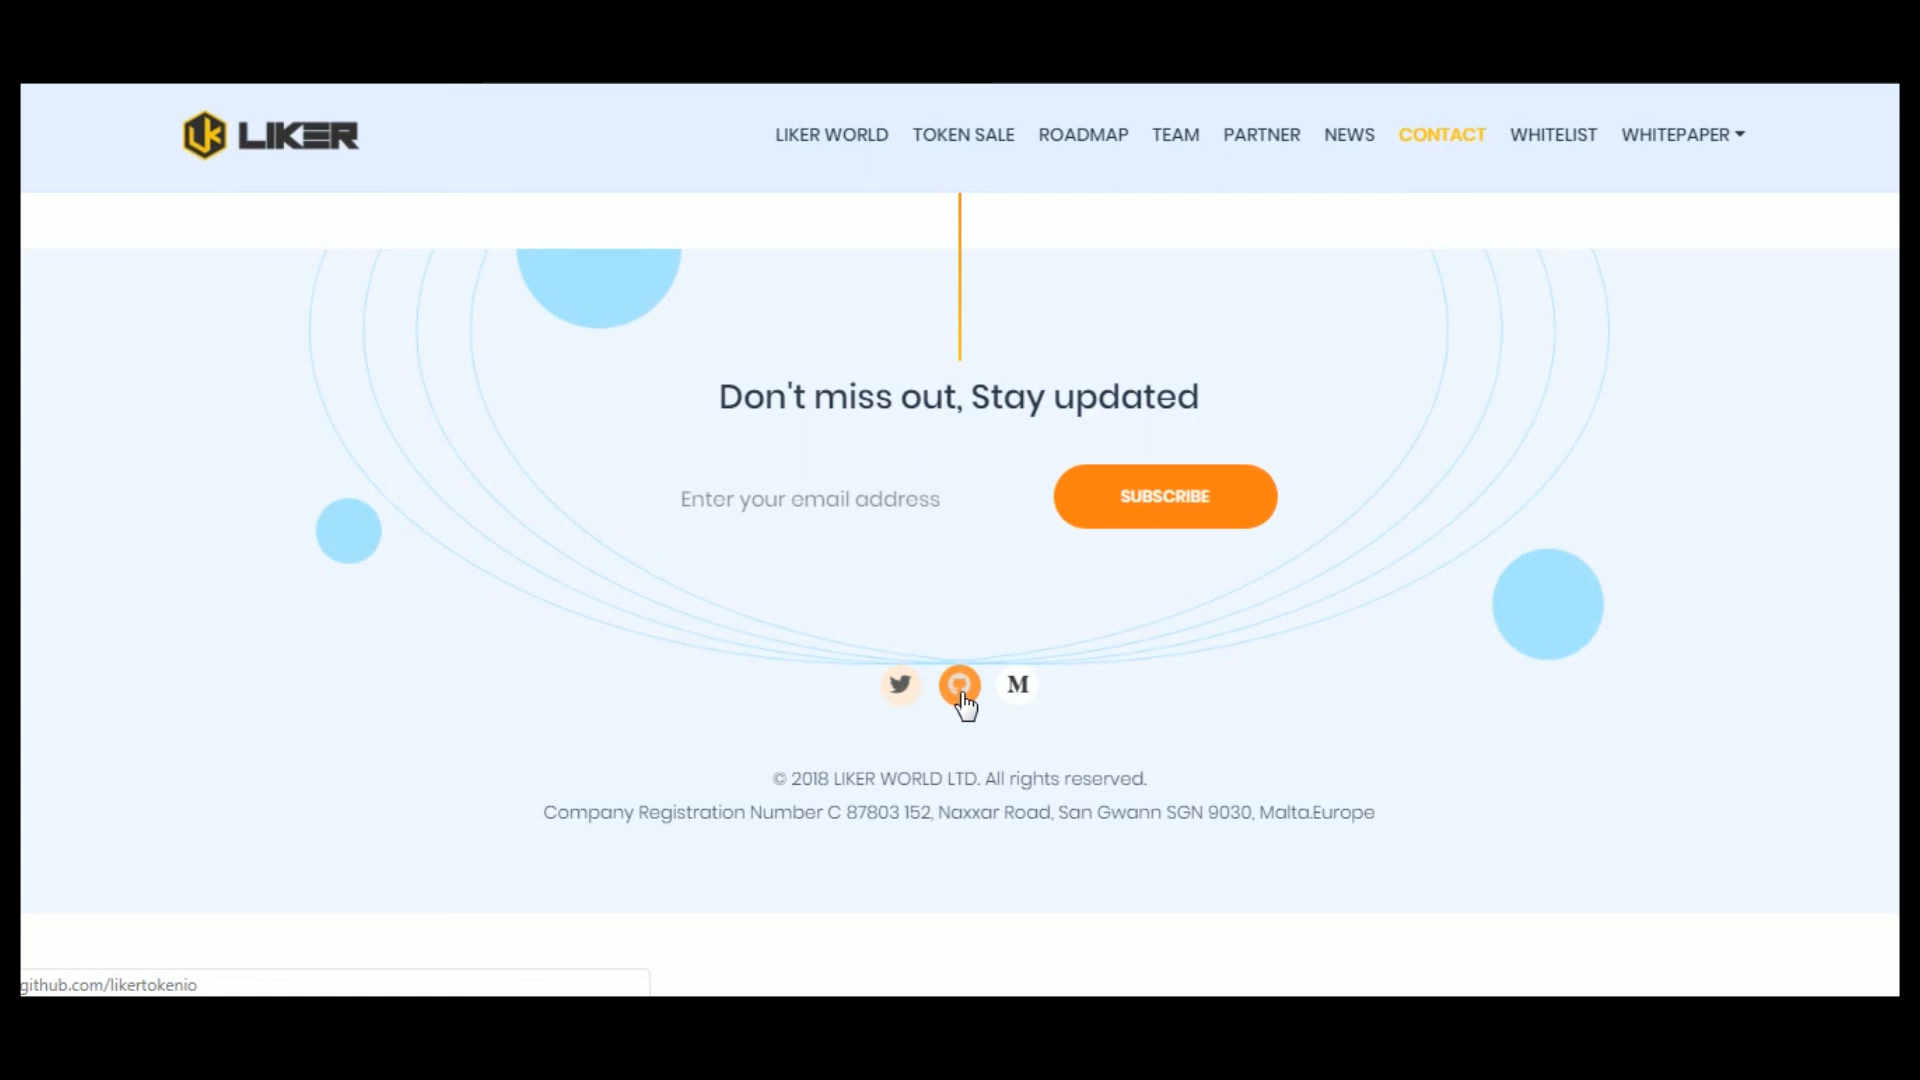 LIKER
LIKER WORLD TOKEN SALE ROADMAP TEAM PARTNER NEWS CONTACT WHITELIST WHITEPAPER
Don't miss out, Stay updated
Enter your email address SUBSCRIBE
M
© 2018 LIKER WORLD LTD. All rights reserved.
Company Registration Number C 87803 152, Naxxar Road, San Gwann SGN 9030, Malta.Europe
github.com/likertokenio